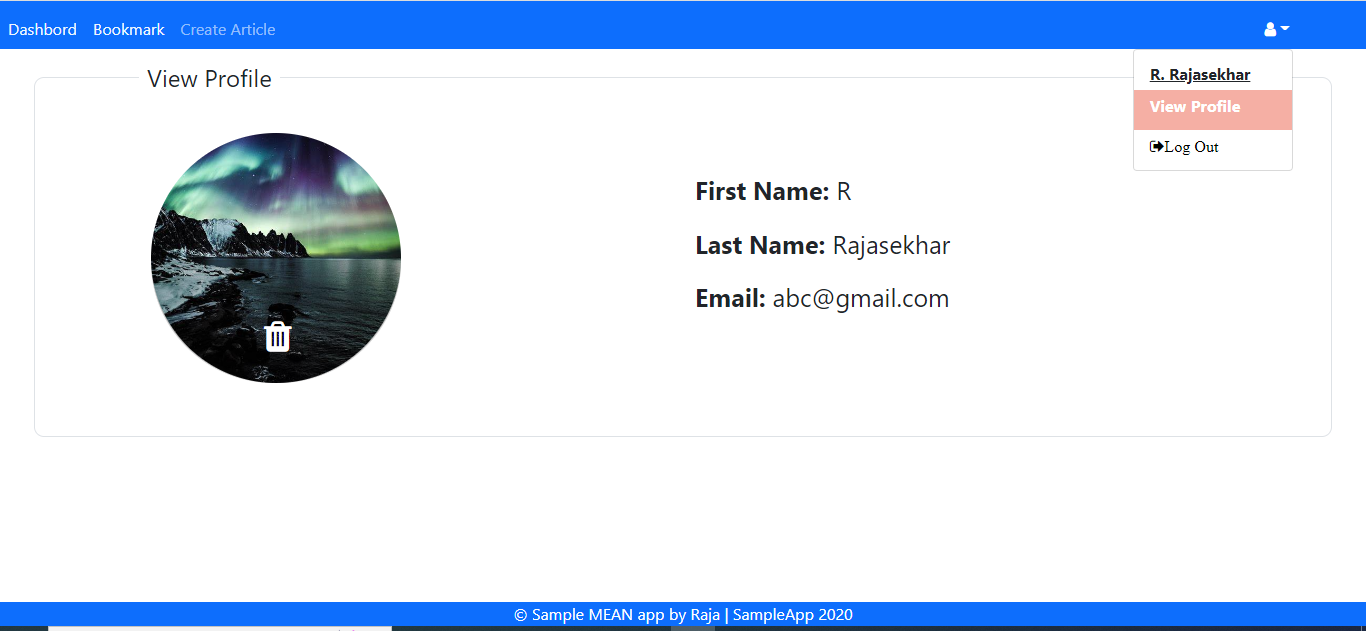 Dashbord Bookmark Create Article
R. Rajasekhar
View Profile
Log Out
View Profile
First Name: R
Last Name: Rajasekhar
Email: abc@gmail.com
© Sample MEAN app by Raja | SampleApp 2020